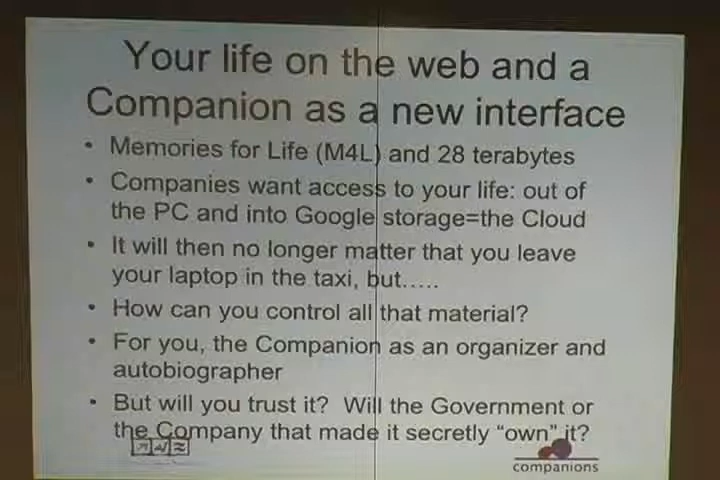 Your life on the web and a
Companion as a new interface
• Memories for Life (M4L) and 28 terabytes
• Companies want access to your life: out of
the PC and into Google storage=the Cloud
• It will then no longer matter that you leave
your laptop in the taxi, but…..
• How can you control all that material?
• For you, the Companion as an organizer and
autobiographer
• But will you trust it? Will the Government or
the Company that made it secretly “own” it?
companions